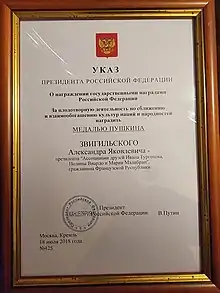 УКАЗ
ПРЕЗИДЕНТА РОССИЙСКОЙ ФЕДЕРАЦИИ
О награждении государственными наградами
Российской Федерации
За плодотворную деятельность по сближению
и взаимообогащению культур наций и народностей
наградить
МЕДАЛЬЮ ПУШКИНА
ЗВИГИЛЬСКОГО
Александра Яковлевича -
президента "Ассоциации друзей Ивана Тургенева,
Полины Виардо и Марии Малибран",
гражданина Французской Республики
Президент
Российской Федерации В.Путин
Москва, Кремль
18 июля 2018 года